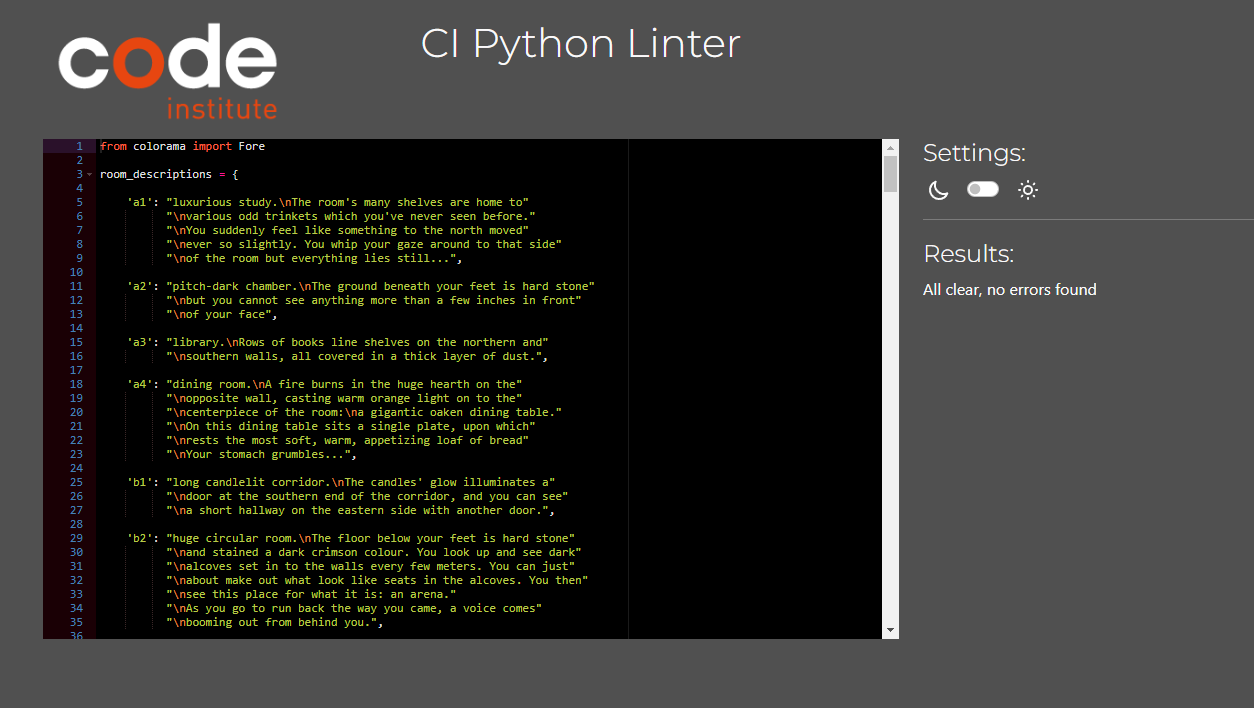 code
institute
CI Python Linter
1 from colorama import Fore
2
3 room_descriptions = {
4
5 'a1': "luxurious study.\nThe room's many shelves are home to"
6 "\nvarious odd trinkets which you've never seen before."
7 "\nYou suddenly feel like something to the north moved"
8 "\never so slightly. You whip your gaze around to that side"
9 "\nof the room but everything lies still...",
10
11 'a2': "pitch-dark chamber.\nThe ground beneath your feet is hard stone"
12 "\nbut you cannot see anything more than a few inches in front"
13 "\nof your face",
14
15 'a3': "library.\nRows of books line shelves on the northern and"
16 "\nsouthern walls, all covered in a thick layer of dust.",
17
18 'a4': "dining room.\nA fire burns in the huge hearth on the"
19 "\nopposite wall, casting warm orange light on to the"
20 "\ncenterpiece of the room:\na gigantic oaken dining table."
21 "\nOn this dining table sits a single plate, upon which"
22 "\nrests the most soft, warm, appetizing loaf of bread"
23 "\nYour stomach grumbles...",
24
25 'b1': "long candlelit corridor.\nThe candles' glow illuminates a"
26 "\ndoor at the southern end of the corridor, and you can see"
27 "\na short hallway on the eastern side with another door.",
28
29 'b2': "huge circular room.\nThe floor below your feet is hard stone"
30 "\nand stained a dark crimson colour. You look up and see dark"
31 "\nalcoves set in to the walls every few meters. You can just"
32 "\nabout make out what look like seats in the alcoves. You then"
33 "\nsee this place for what it is: an arena."
34 "\nAs you go to run back the way you came, a voice comes"
35 "\nbooming out from behind you.",
36
Settings:
Results:
All clear, no errors found